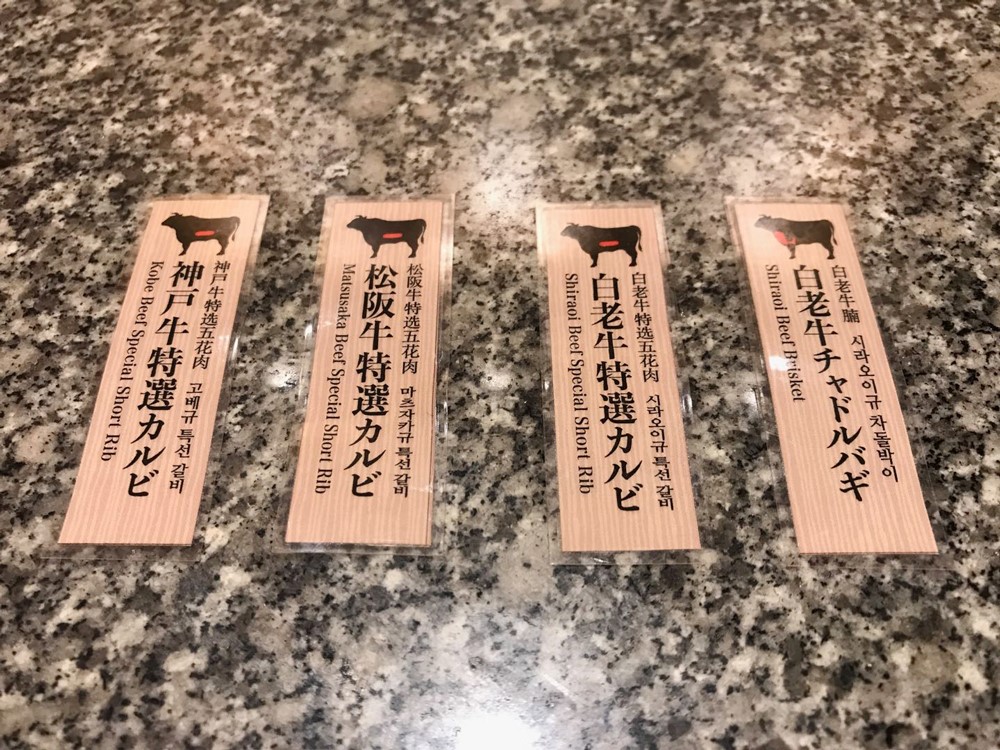 神戸牛特选五花肉 고베규 특선 갈비
神戸牛特選カルビ
Kobe Beef Special Short Rib
松阪牛特选五花肉 마츠자카규 특선 갈비
松阪牛特選カルビ
Matsusaka Beef Special Short Rib
白老牛特选五花肉 시라오이규 특선 갈비
白老牛特選カルビ
Shiraoi Beef Special Short Rib
白老牛腩 시라오이규 차돌박이
白老牛チャドルバギ
Shiraoi Beef Brisket